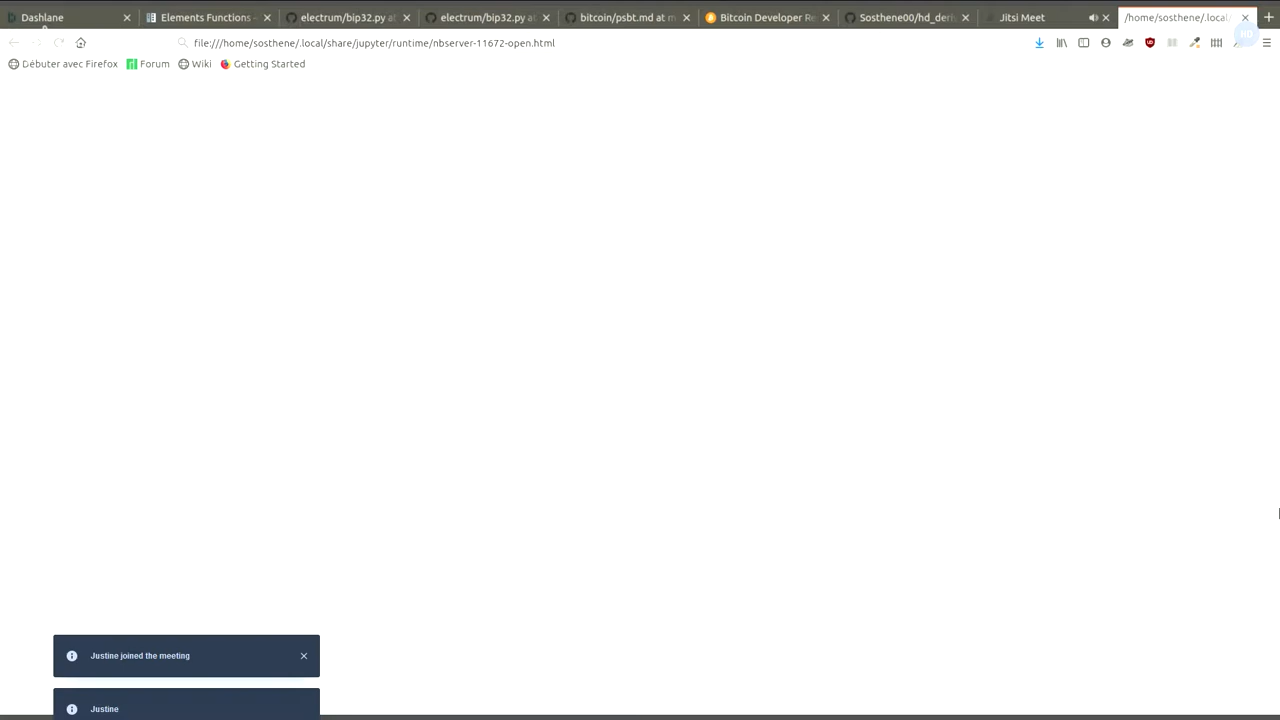 Dashlane
Elements Functions -
electrum/bip32.py a
electrum/bip32.py a
bitcoin/psbt.md at m
Bitcoin Developer Re
Sosthene00/hd_deri
Jitsi Meet
/home/sosthene/.local/
file:///home/sosthene/.local/share/jupyter/runtime/nbserver-11672-open.html
RD
Débuter avec Firefox
Forum
Wiki
Getting Started
Justine joined the meeting
Justine